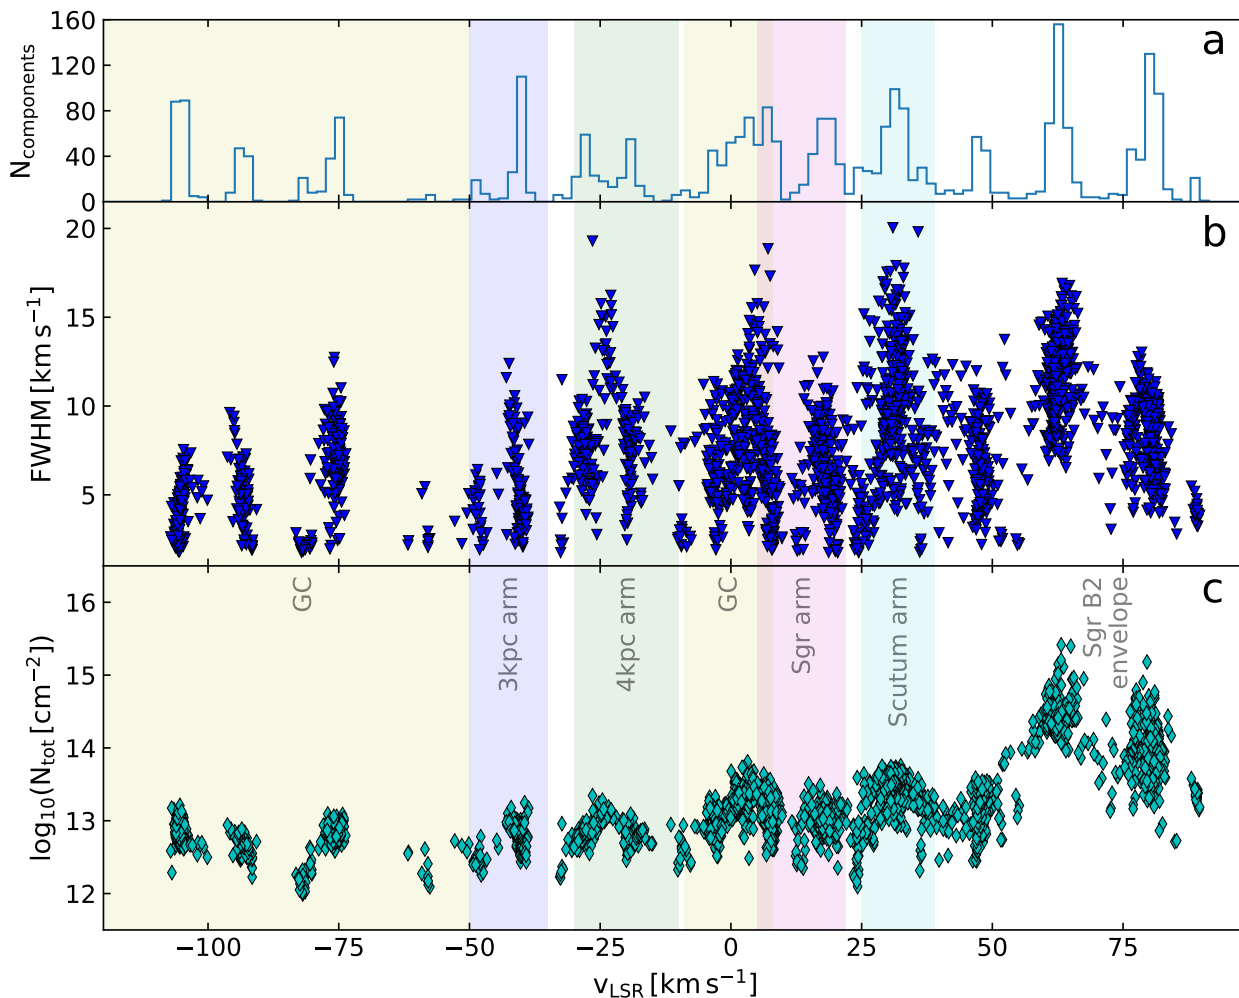 a
N_components
160
120
80
40
0
b
FWHM [km s⁻¹]
20
15
10
5
c
log₁₀(N_tot [cm⁻²])
16
15
14
13
12
GC
3kpc arm
4kpc arm
GC
Sgr arm
Scutum arm
Sgr B2
envelope
−100 −75 −50 −25 0 25 50 75
v_LSR [km s⁻¹]